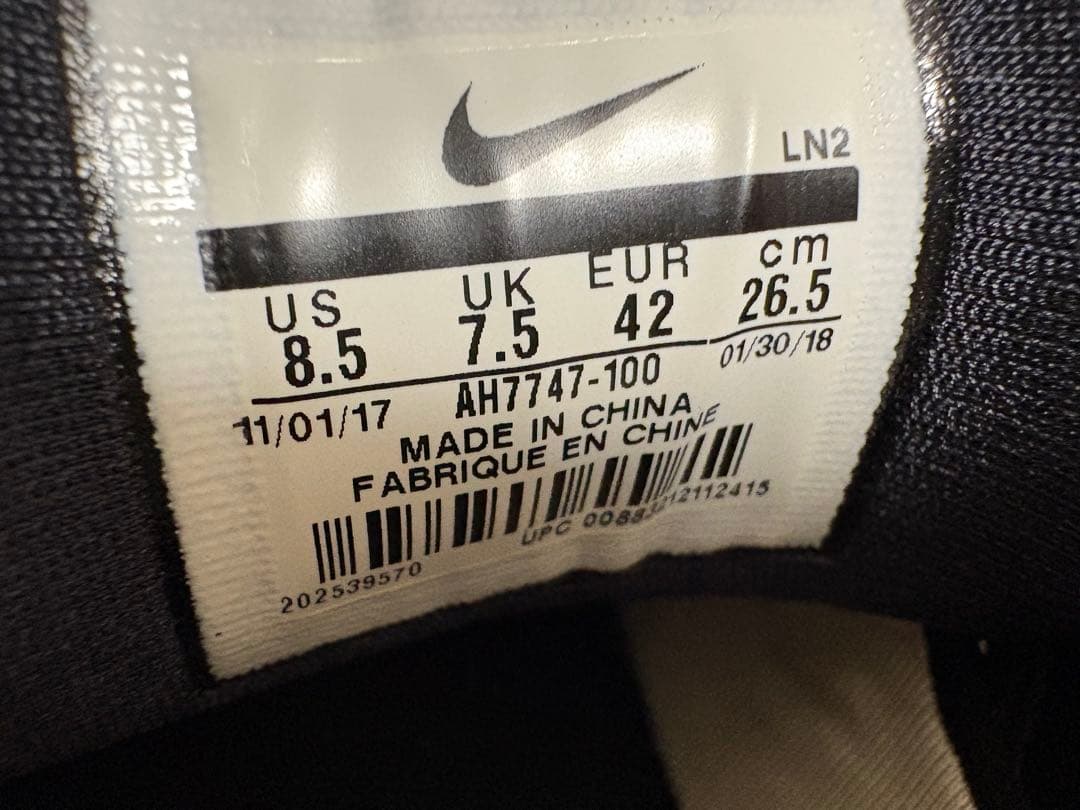 LN2
US UK EUR cm
8.5 7.5 42 26.5
11/01/17 AH7747-100 01/30/18
MADE IN CHINA
FABRIQUE EN CHINE
202539570 UPC